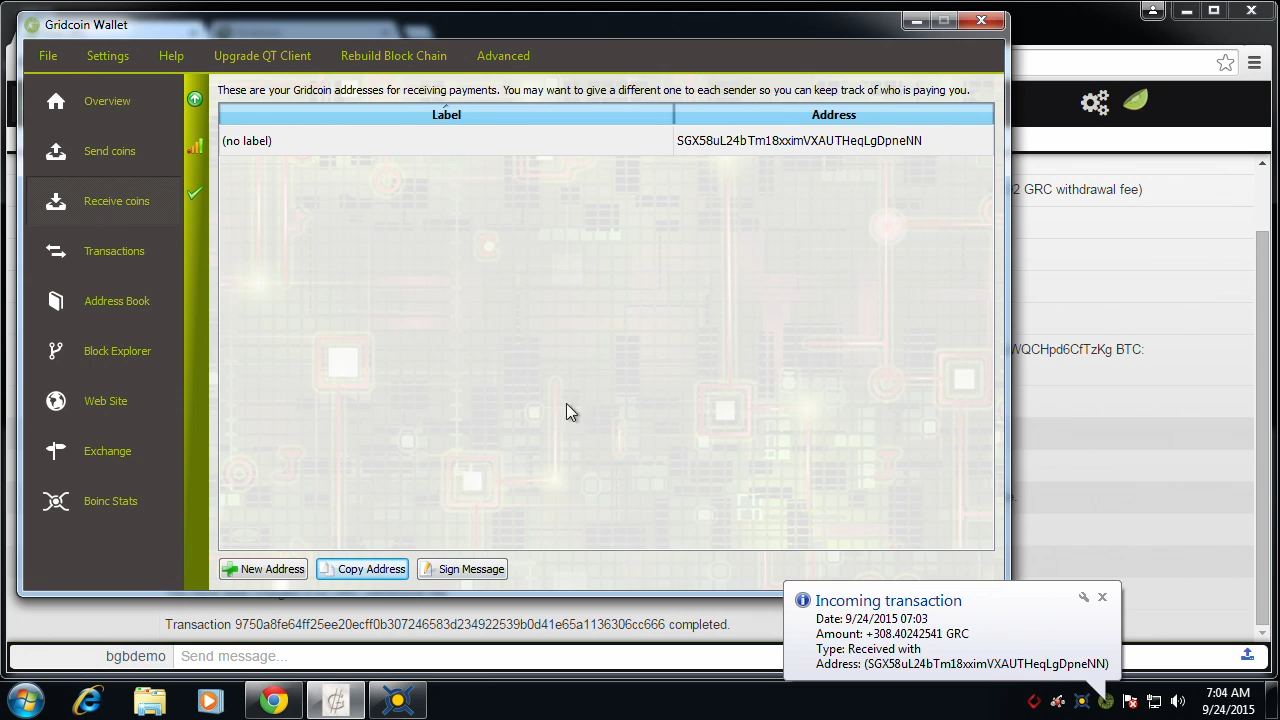 Gridcoin Wallet
File Settings Help Upgrade QT Client Rebuild Block Chain Advanced
Overview
Send coins
Receive coins
Transactions
Address Book
Block Explorer
Web Site
Exchange
Boinc Stats
These are your Gridcoin addresses for receiving payments. You may want to give a different one to each sender so you can keep track of who is paying you.
Label Address
(no label) SGX58uL24bTm18xximVXAUTHeqLgDpneNN
New Address Copy Address Sign Message
2 GRC withdrawal fee)
WQCHpd6CfTzKg BTC:
Transaction 9750a8fe64ff25ee20ecff0b307246583d234922539b0d41e65a1136306cc666 completed.
bgbdemo Send message...
Incoming transaction
Date: 9/24/2015 07:03
Amount: +308.40242541 GRC
Type: Received with
Address: (SGX58uL24bTm18xximVXAUTHeqLgDpneNN)
7:04 AM
9/24/2015